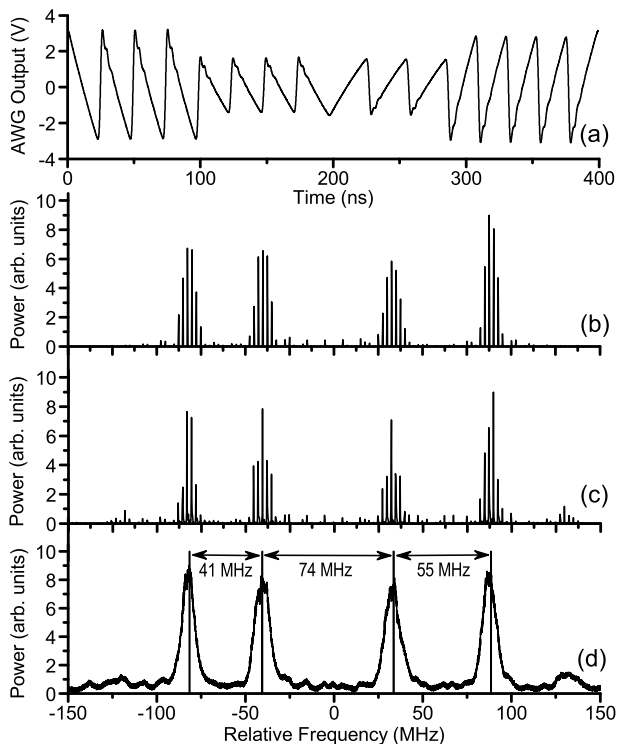 AWG Output (V)
4
2
0
-2
-4
(a)
0 100 200 300 400
Time (ns)
Power (arb. units)
10
8
6
4
2
0
(b)
Power (arb. units)
10
8
6
4
2
0
(c)
Power (arb. units)
10
8
6
4
2
0
41 MHz 74 MHz 55 MHz
(d)
-150 -100 -50 0 50 100 150
Relative Frequency (MHz)